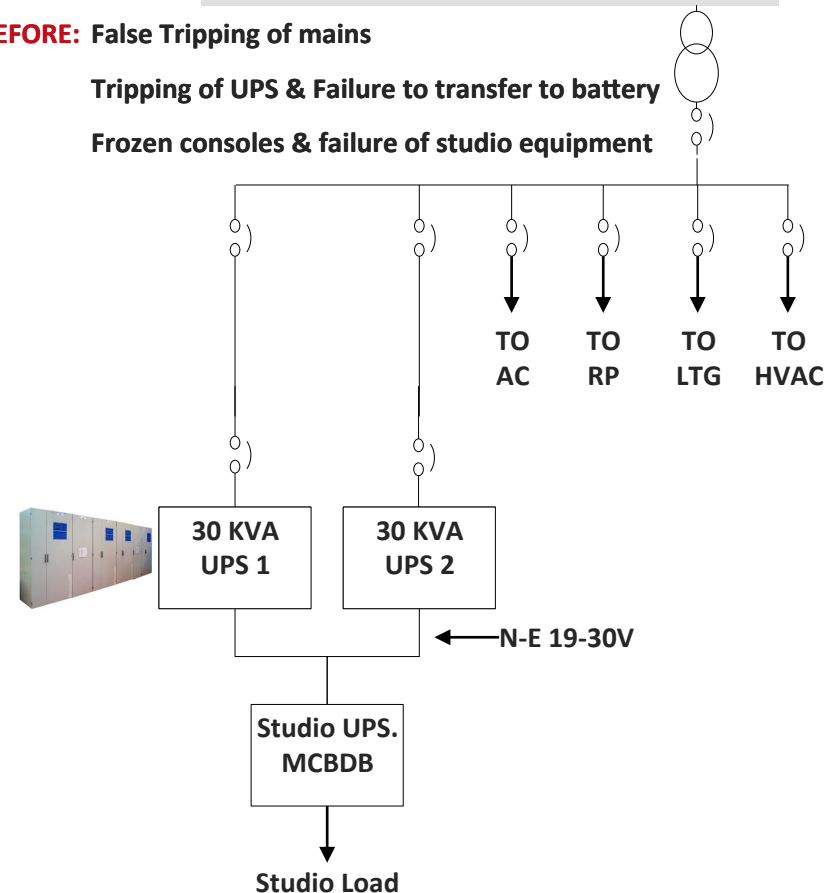 EFORE: False Tripping of mains
Tripping of UPS & Failure to transfer to battery
Frozen consoles & failure of studio equipment
TO AC
TO RP
TO LTG
TO HVAC
30 KVA
UPS 1
30 KVA
UPS 2
N-E 19-30V
Studio UPS.
MCBDB
Studio Load